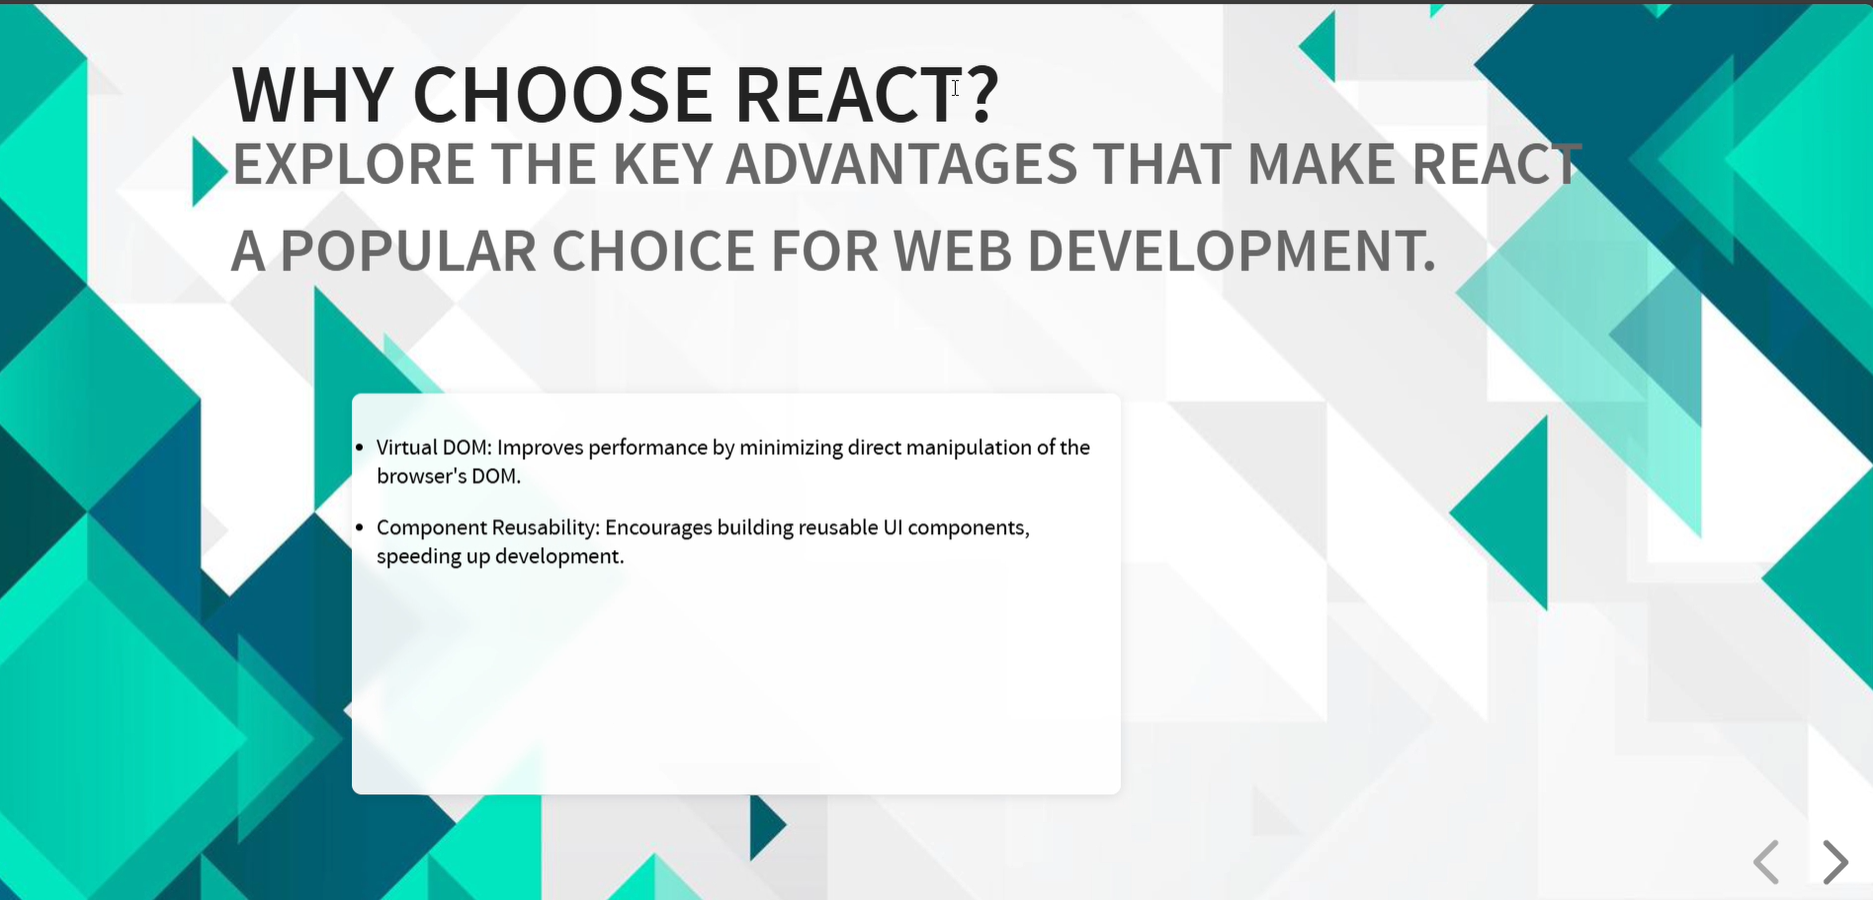 WHY CHOOSE REACT?
EXPLORE THE KEY ADVANTAGES THAT MAKE REACT
A POPULAR CHOICE FOR WEB DEVELOPMENT.
• Virtual DOM: Improves performance by minimizing direct manipulation of the
browser's DOM.
• Component Reusability: Encourages building reusable UI components,
speeding up development.